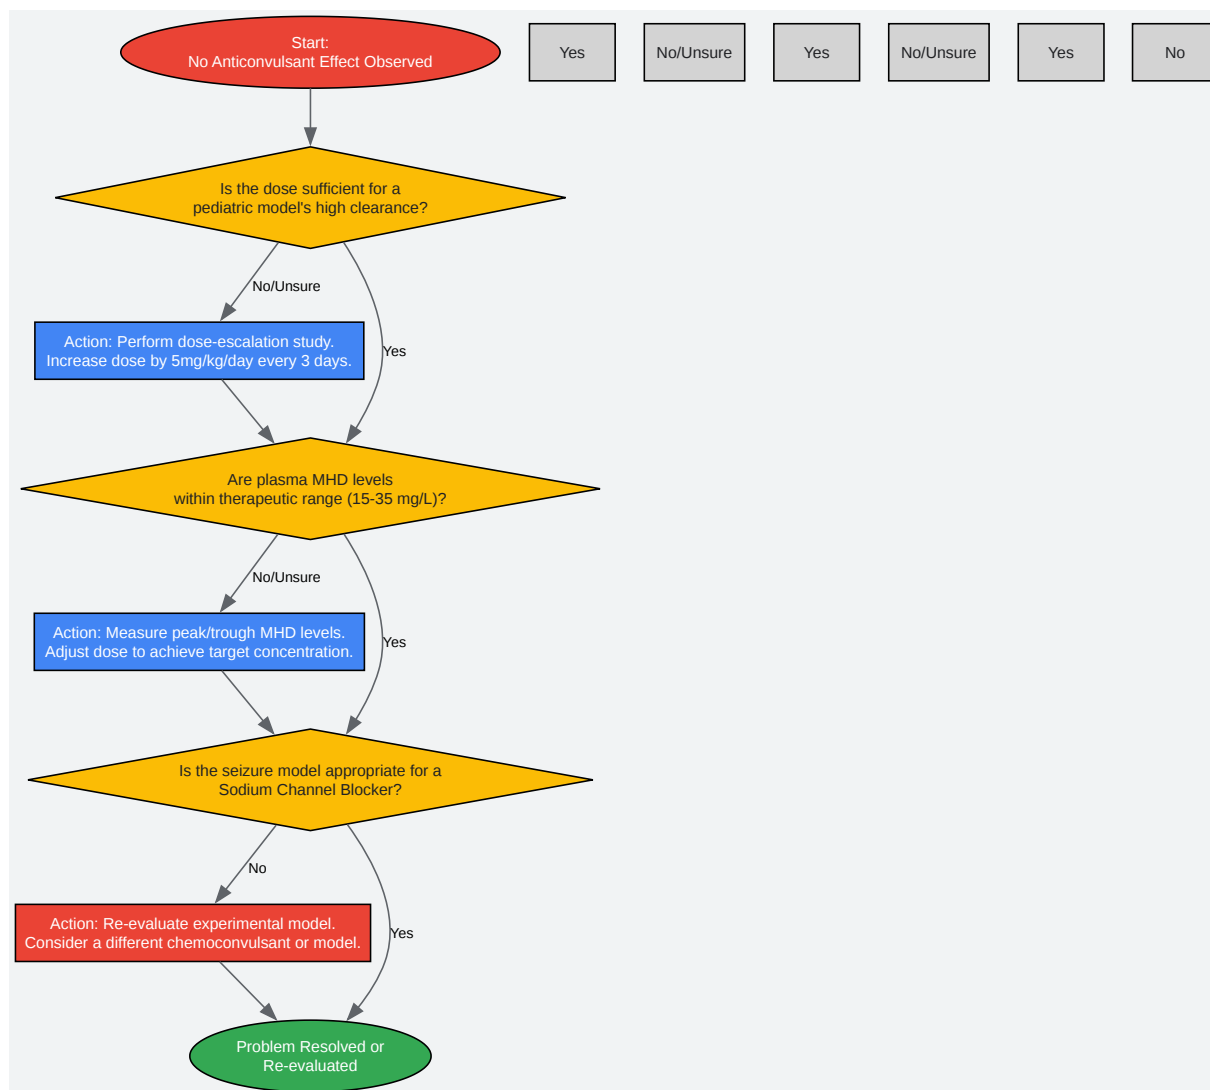 Start:
No Anticonvulsant Effect Observed
Yes
No/Unsure
Yes
No/Unsure
Yes
No
Is the dose sufficient for a
pediatric model's high clearance?
No/Unsure
Action: Perform dose-escalation study.
Increase dose by 5mg/kg/day every 3 days.
Yes
Are plasma MHD levels
within therapeutic range (15-35 mg/L)?
No/Unsure
Action: Measure peak/trough MHD levels.
Adjust dose to achieve target concentration.
Yes
Is the seizure model appropriate for a
Sodium Channel Blocker?
No
Action: Re-evaluate experimental model.
Consider a different chemoconvulsant or model.
Yes
Problem Resolved or
Re-evaluated